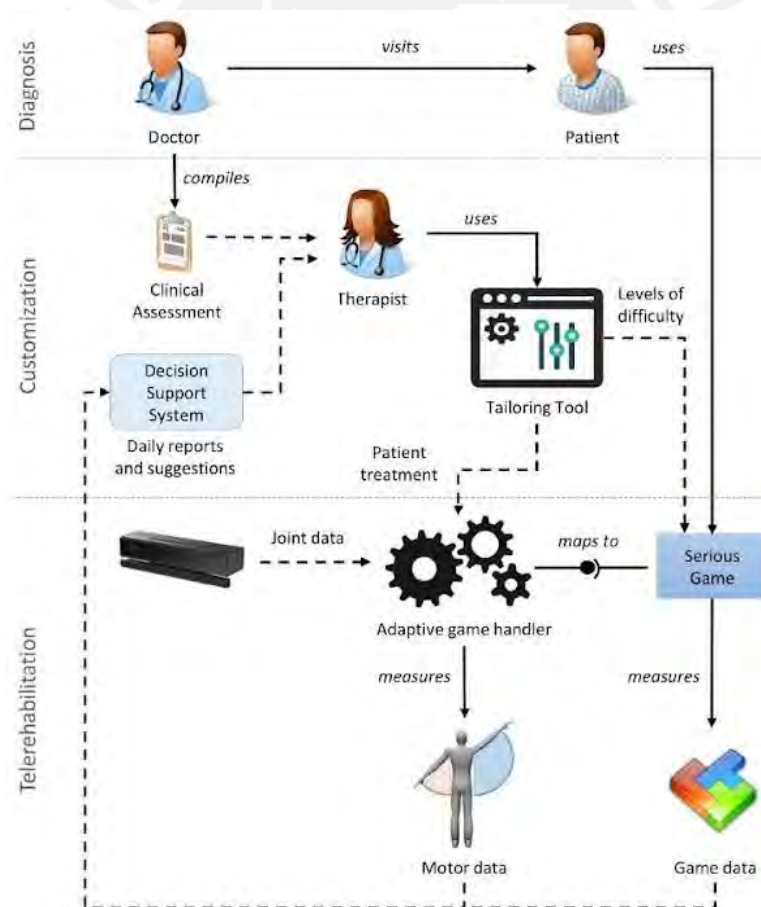 Diagnosis
visits
uses
Doctor
Patient
compiles
Customization
Clinical
Assessment
Therapist
uses
Levels of
difficulty
Decision
Support
System
Tailoring Tool
Daily reports
and suggestions
Patient
treatment
Telerehabilitation
Joint data
maps to
Serious
Game
Adaptive game handler
measures
measures
Motor data
Game data